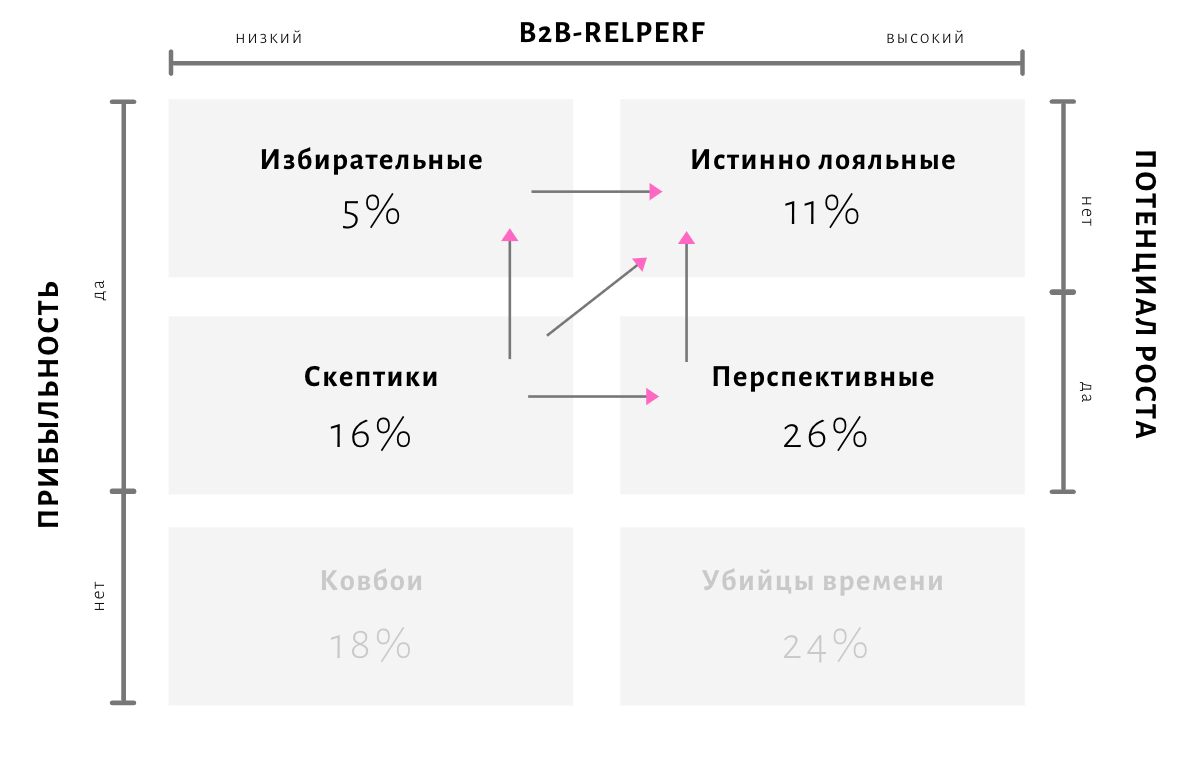 B2B-RELPERF
низкий
высокий
Избирательные
5%
Истинно лояльные
11%
Скептики
16%
Перспективные
26%
Ковбои
18%
Убийцы времени
24%
ПРИБЫЛЬНОСТЬ
да
нет
ПОТЕНЦИАЛ РОСТА
нет
да